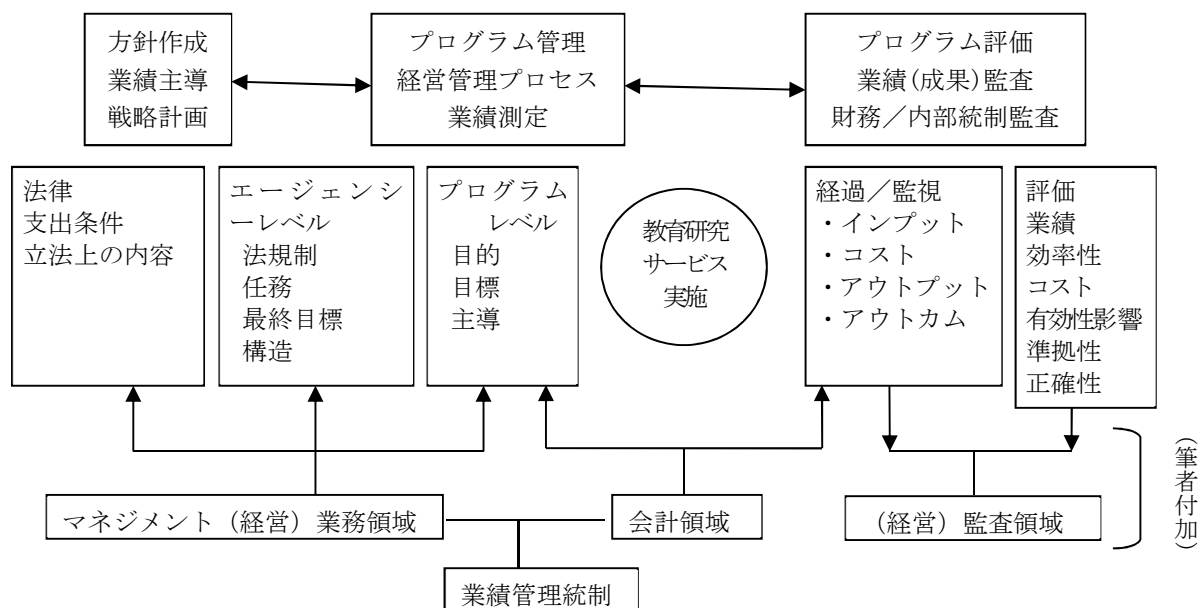 方針作成
業績主導
戦略計画
プログラム管理
経営管理プロセス
業績測定
プログラム評価
業績(成果)監査
財務／内部統制監査
法律
支出条件
立法上の内容
エージェンシ
ーレベル
法規制
任務
最終目標
構造
プログラム
レベル
目的
目標
主導
教育研究
サービス
実施
経過／監視
・インプット
・コスト
・アウトプット
・アウトカム
評価
業績
効率性
コスト
有効性影響
準拠性
正確性
マネジメント（経営）業務領域
会計領域
（経営）監査領域
（筆者付加）
業績管理統制